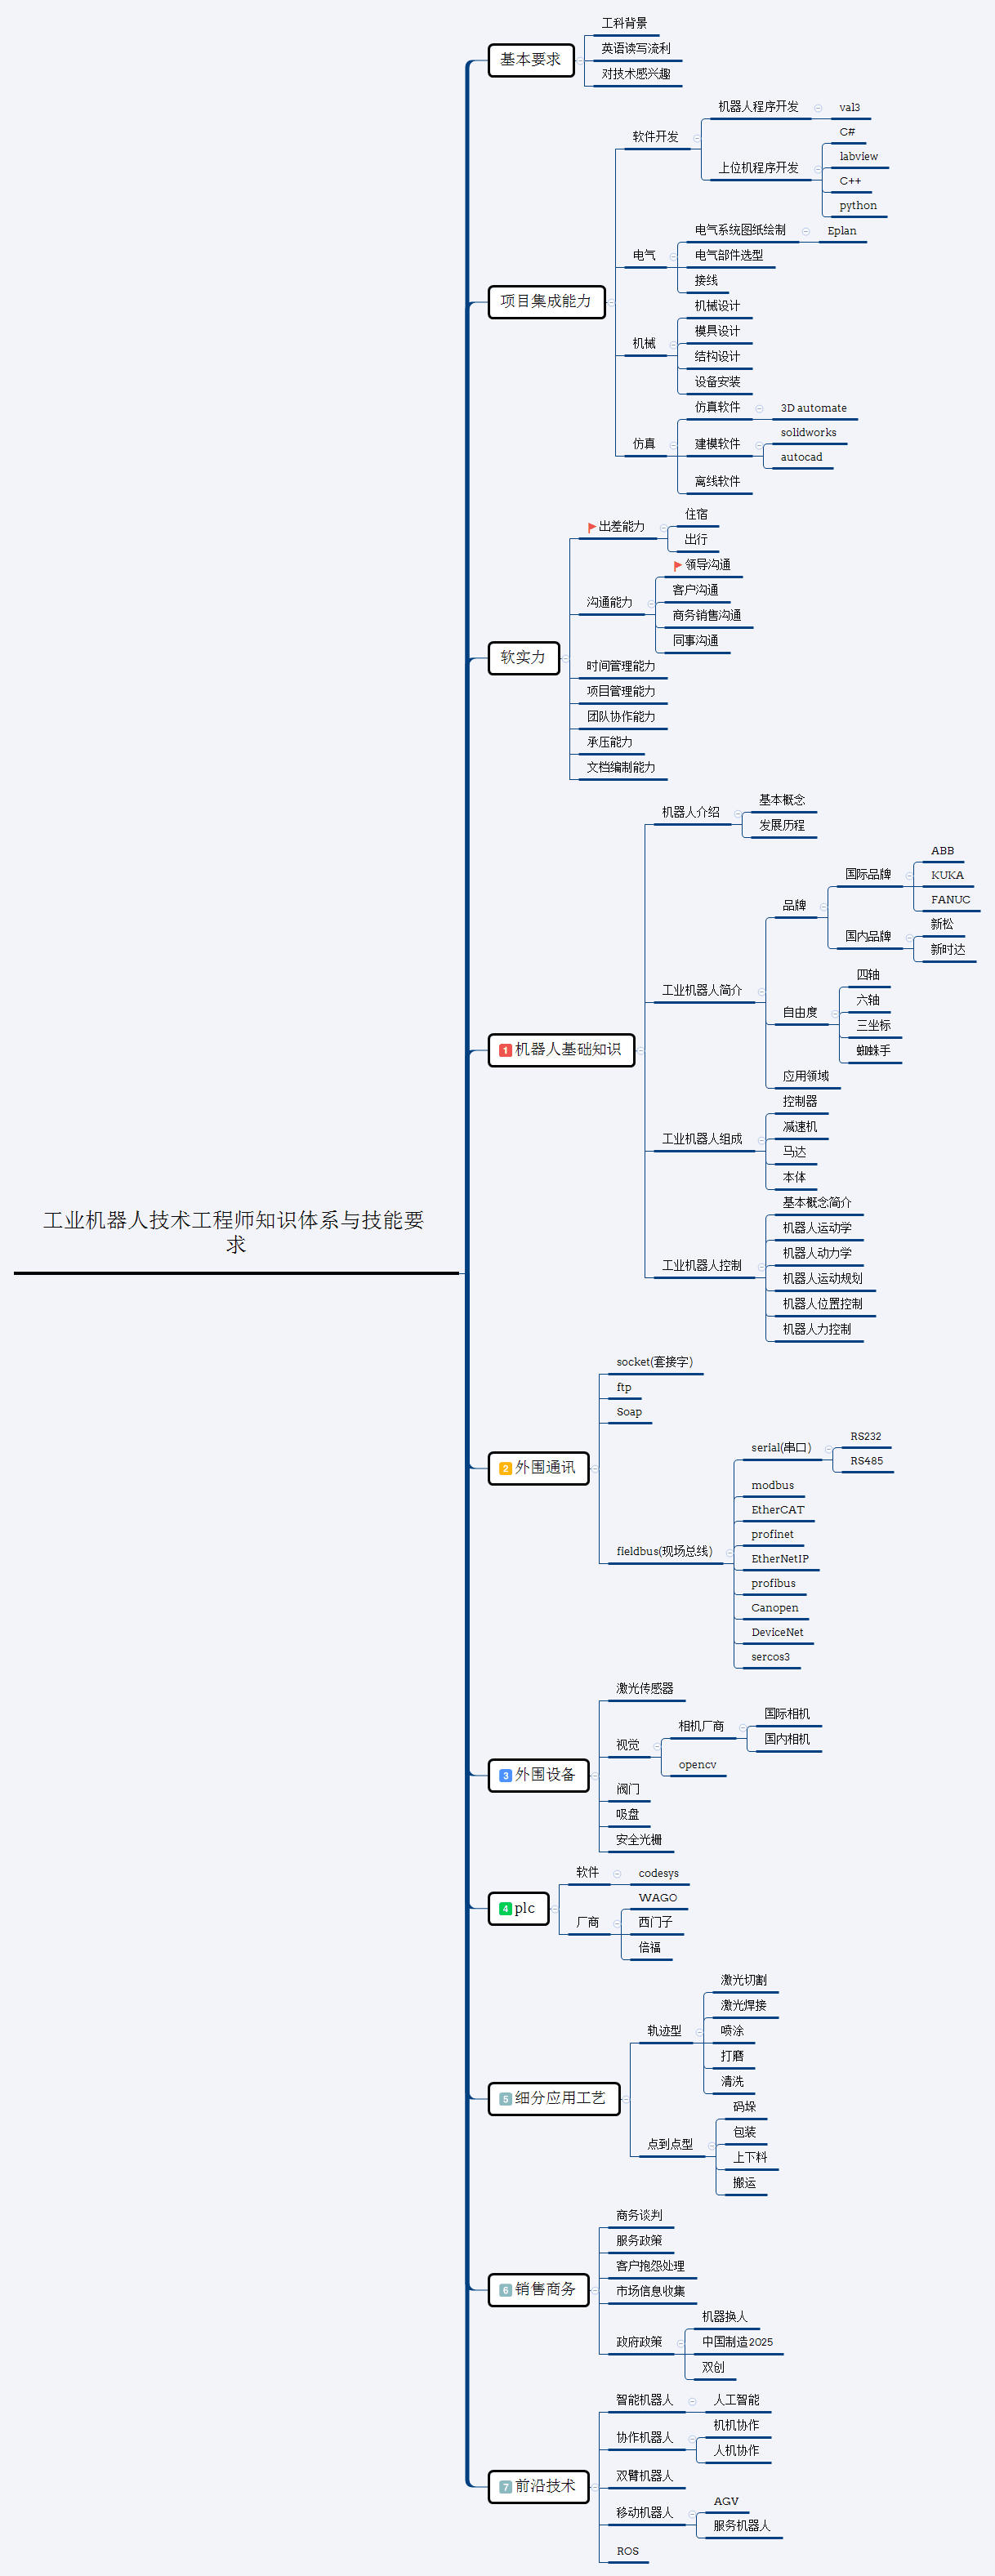 工业机器人技术工程师知识体系与技能要
求
基本要求
工科背景
英语读写流利
对技术感兴趣
项目集成能力
软件开发
机器人程序开发
val3
上位机程序开发
C#
labview
C++
python
电气
电气系统图纸绘制
Eplan
电气部件选型
接线
机械
机械设计
模具设计
结构设计
设备安装
仿真
仿真软件
3D automate
建模软件
solidworks
autocad
离线软件
软实力
出差能力
住宿
出行
沟通能力
领导沟通
客户沟通
商务销售沟通
同事沟通
时间管理能力
项目管理能力
团队协作能力
承压能力
文档编制能力
1 机器人基础知识
机器人介绍
基本概念
发展历程
工业机器人简介
品牌
国际品牌
ABB
KUKA
FANUC
国内品牌
新松
新时达
自由度
四轴
六轴
三坐标
蜘蛛手
应用领域
工业机器人组成
控制器
减速机
马达
本体
工业机器人控制
基本概念简介
机器人运动学
机器人动力学
机器人运动规划
机器人位置控制
机器人力控制
2 外围通讯
socket(套接字)
ftp
Soap
fieldbus(现场总线)
serial(串口)
RS232
RS485
modbus
EtherCAT
profinet
EtherNetIP
profibus
Canopen
DeviceNet
sercos3
3 外围设备
激光传感器
视觉
相机厂商
国际相机
国内相机
opencv
阀门
吸盘
安全光栅
4 plc
软件
codesys
厂商
WAGO
西门子
倍福
5 细分应用工艺
轨迹型
激光切割
激光焊接
喷涂
打磨
清洗
点到点型
码垛
包装
上下料
搬运
6 销售商务
商务谈判
服务政策
客户抱怨处理
市场信息收集
政府政策
机器换人
中国制造2025
双创
7 前沿技术
智能机器人
人工智能
协作机器人
机机协作
人机协作
双臂机器人
移动机器人
AGV
服务机器人
ROS